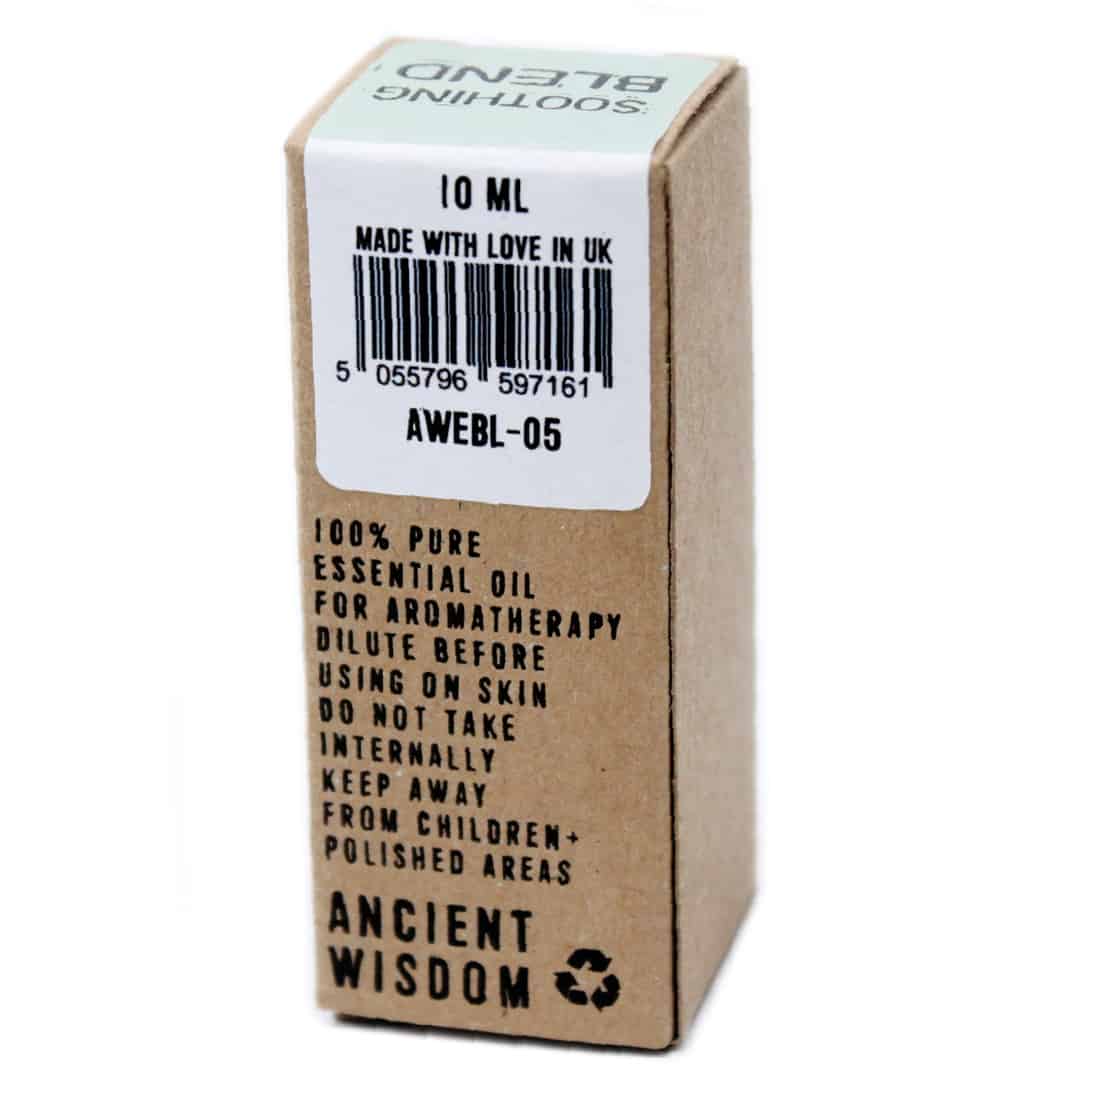 SOOTHING
BLEND
10 ML
MADE WITH LOVE IN UK
5 055796 597161
AWEBL-05
100% PURE
ESSENTIAL OIL
FOR AROMATHERAPY
DILUTE BEFORE
USING ON SKIN
DO NOT TAKE
INTERNALLY
KEEP AWAY
FROM CHILDREN+
POLISHED AREAS
ANCIENT
WISDOM